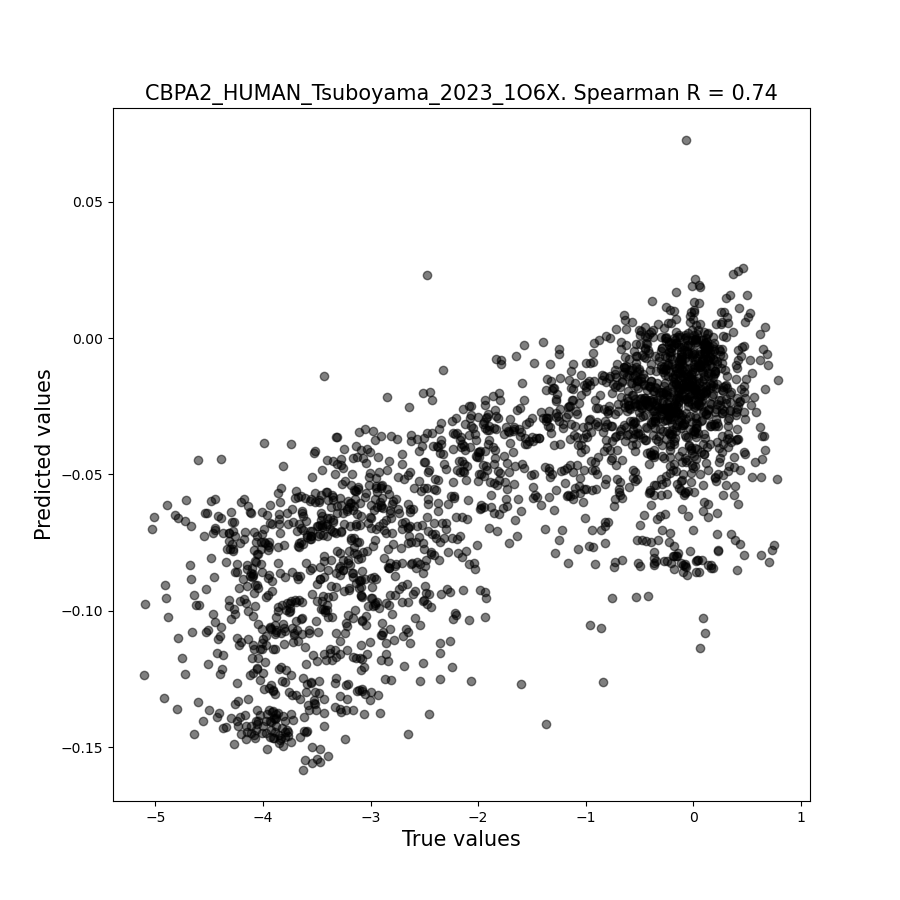 CBPA2_HUMAN_Tsuboyama_2023_1O6X. Spearman R = 0.74
0.05
0.00
−0.05
−0.10
−0.15
Predicted values
−5 −4 −3 −2 −1 0 1
True values